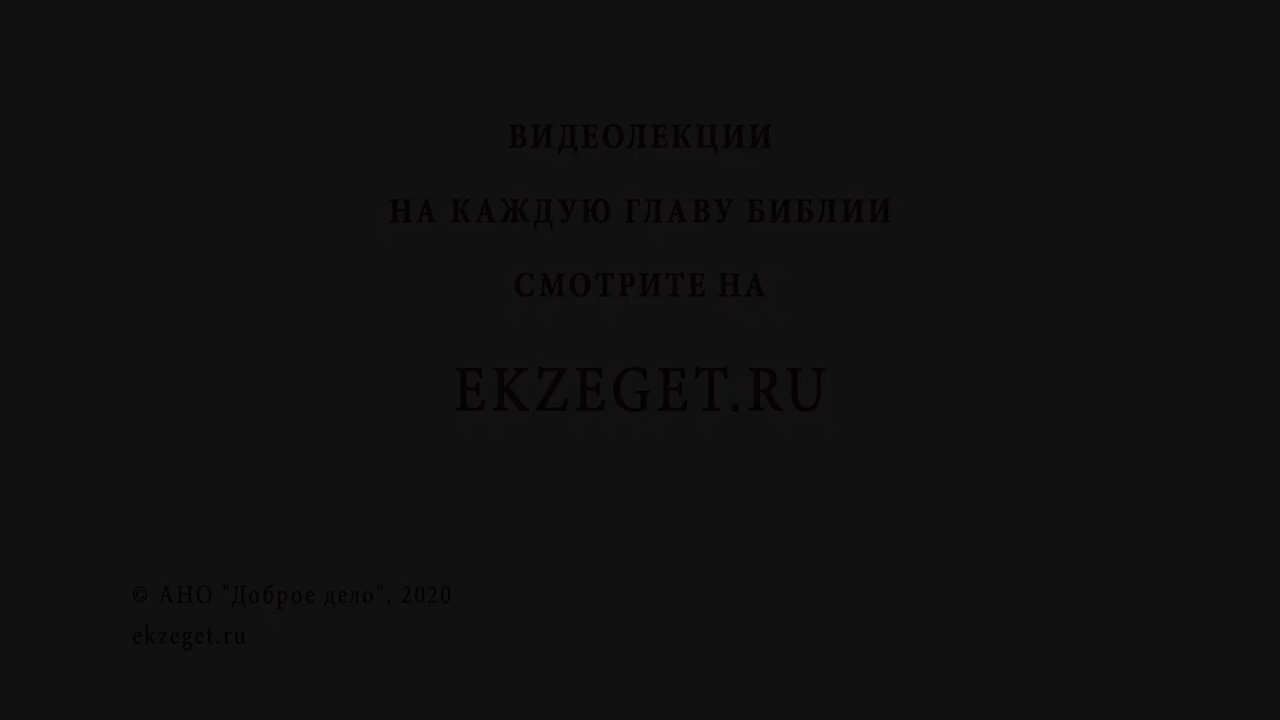 ВИДЕОЛЕКЦИИ
НА КАЖДУЮ ГЛАВУ БИБЛИИ
СМОТРИТЕ НА
EKZEGET.RU
© АНО "Доброе дело", 2020
ekzeget.ru